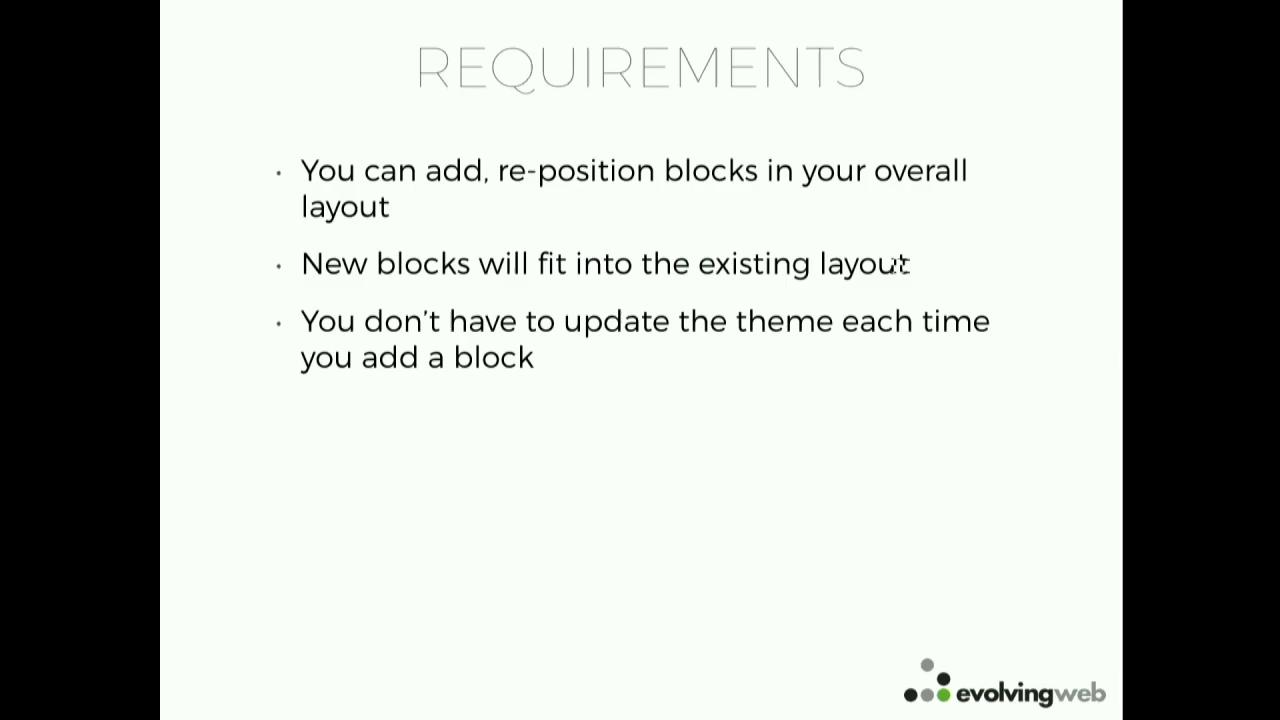 REQUIREMENTS
· You can add, re-position blocks in your overall
layout
· New blocks will fit into the existing layout
· You don’t have to update the theme each time
you add a block
evolvingweb